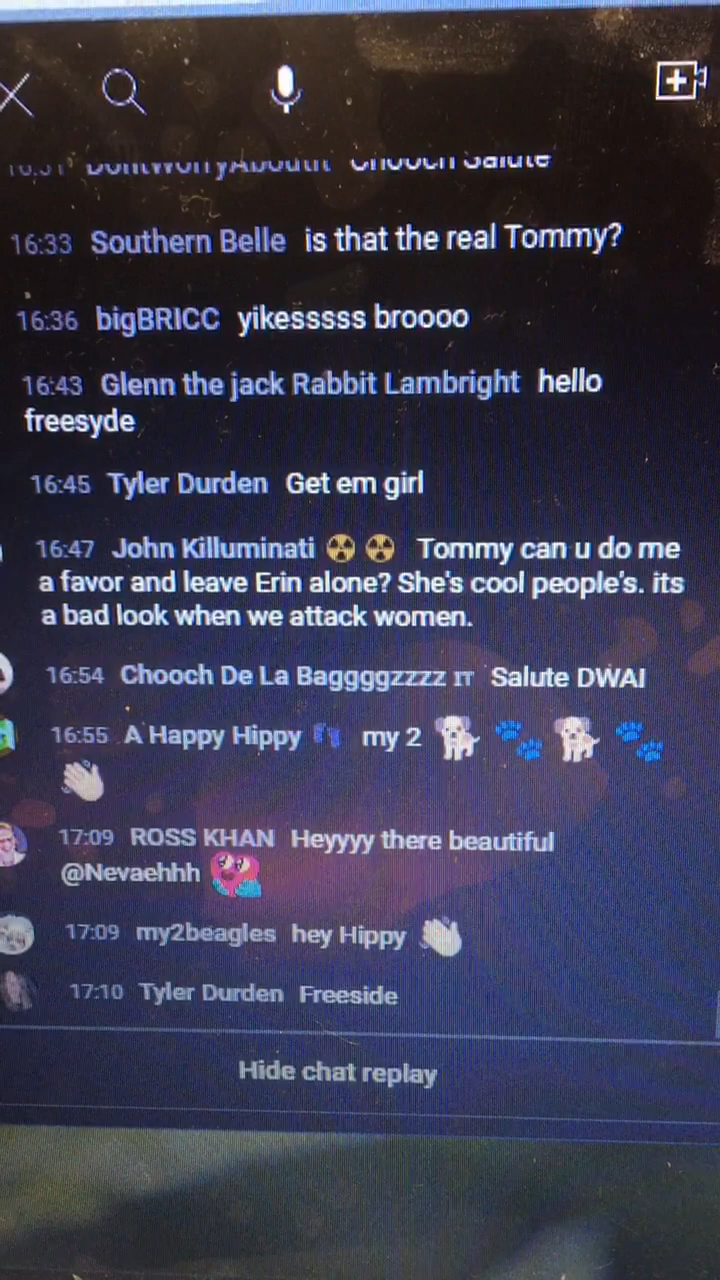 16:33 Southern Belle is that the real Tommy?
16:36 bigBRICC yikesssss broooo
16:43 Glenn the jack Rabbit Lambright hello
freesyde
16:45 Tyler Durden Get em girl
16:47 John Killuminati ☢️ ☢️ Tommy can u do me
a favor and leave Erin alone? She's cool people's. its
a bad look when we attack women.
16:54 Chooch De La Baggggzzzz Salute DWAI
16:55 A Happy Hippy 👣 my 2 🐕 🐾 🐕 🐾
👋
17:09 ROSS KHAN Heyyyy there beautiful
@Nevaehhh
17:09 my2beagles hey Hippy 👋
17:10 Tyler Durden Freeside
Hide chat replay